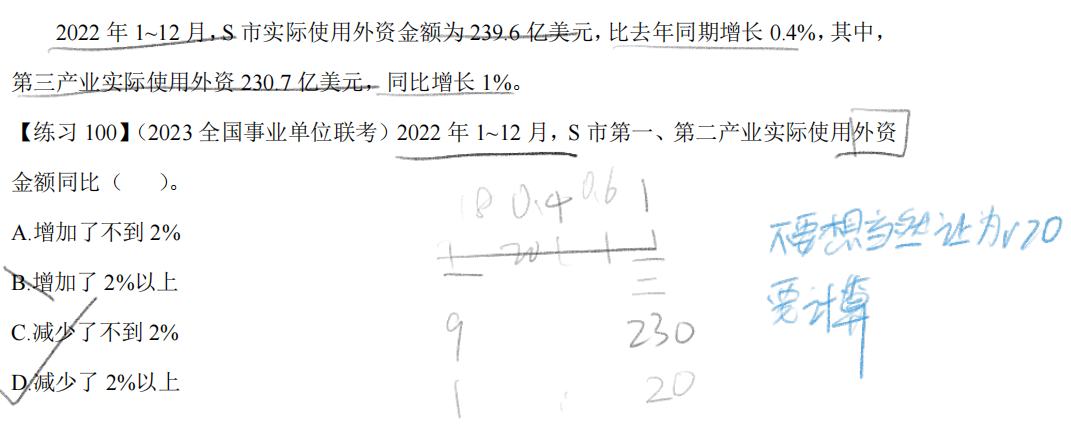 2022 年 1~12 月，S 市实际使用外资金额为 239.6 亿美元，比去年同期增长 0.4%，其中，
第三产业实际使用外资 230.7 亿美元，同比增长 1%。
【练习 100】（2023 全国事业单位联考）2022 年 1~12 月，S 市第一、第二产业实际使用外资
金额同比（ ）。
A.增加了不到 2%
B.增加了 2%以上
C.减少了不到 2%
D.减少了 2%以上
18 0.4 0.6 1
一 二 三
9 230
1 20
不要想当然认为r>0
要计算